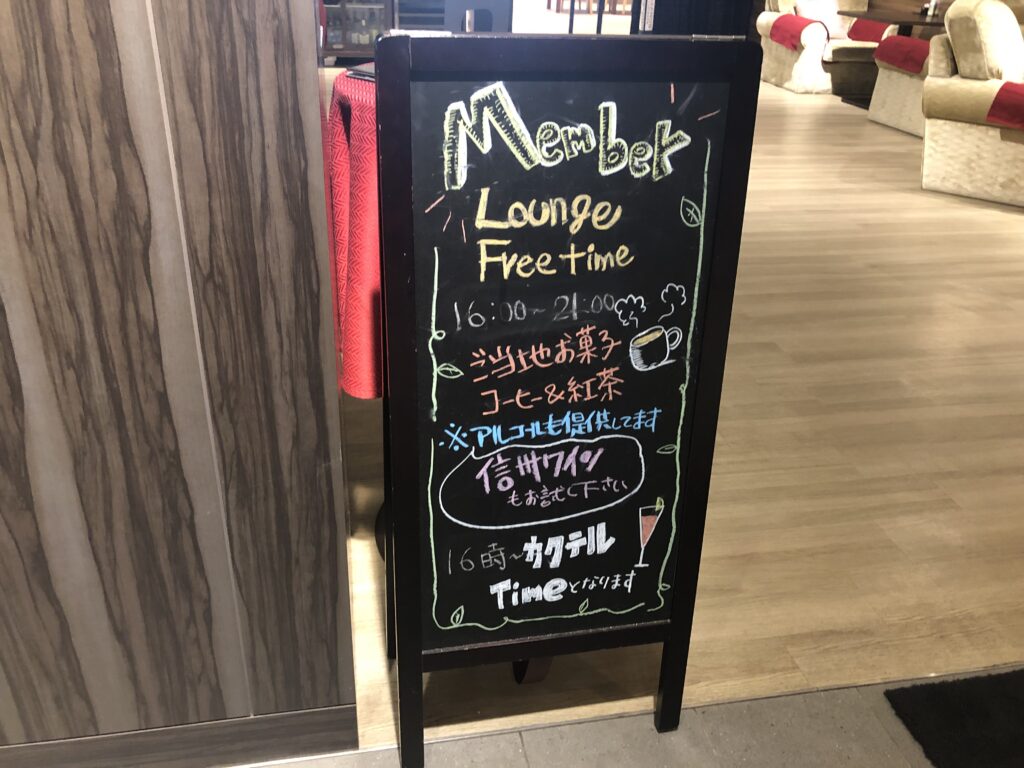 Member
Lounge
Free time
16:00~21:00
ご当地お菓子
コーヒー&紅茶
※アルコールも提供してます
信州ワイン
もお試し下さい
16時~カクテル
Timeとなります